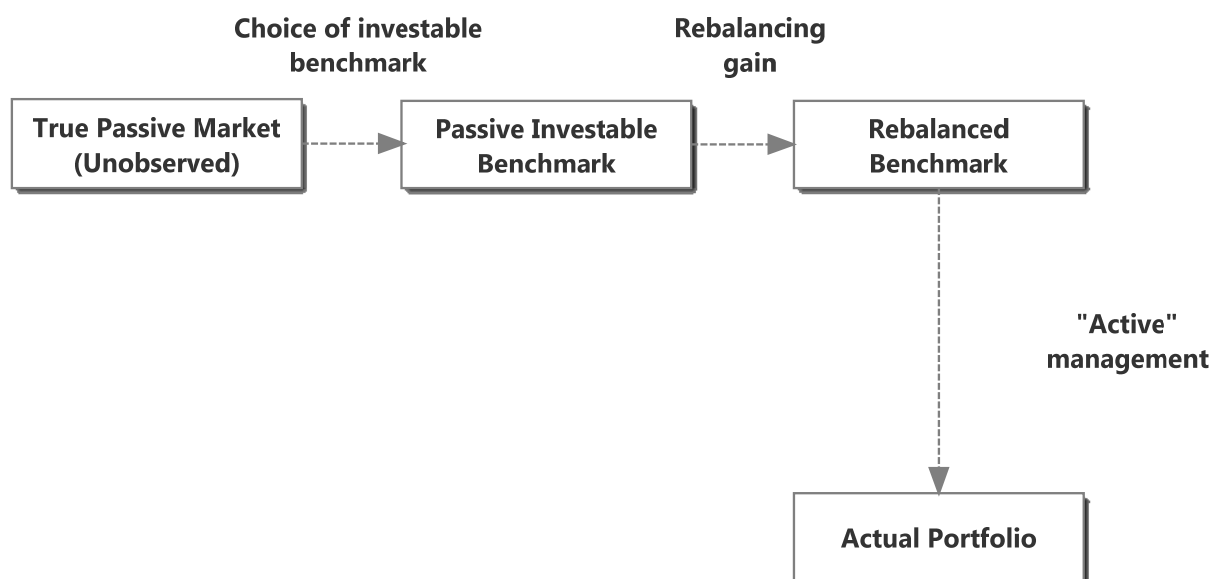 Choice of investable
benchmark
Rebalancing
gain
True Passive Market
(Unobserved)
Passive Investable
Benchmark
Rebalanced
Benchmark
"Active"
management
Actual Portfolio